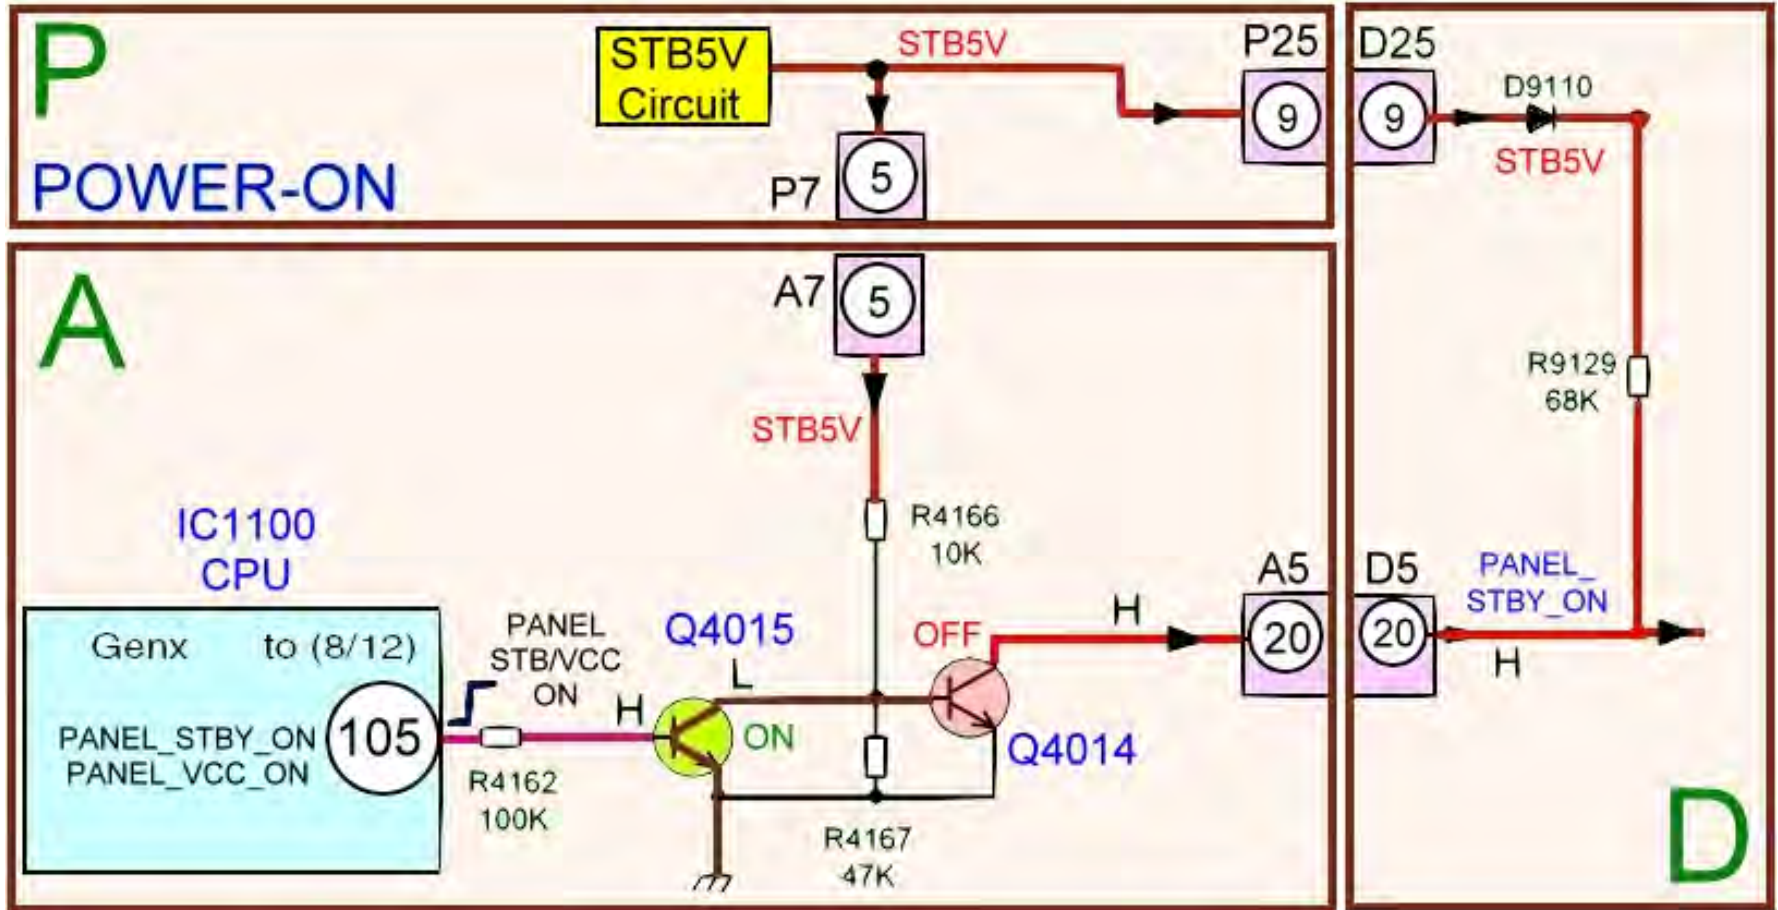 P
POWER-ON
STB5V
Circuit
STB5V
P7
5
P25
9
D25
9
D9110
STB5V
R9129
68K
A
A7
5
STB5V
R4166
10K
IC1100
CPU
Genx to (8/12)
PANEL_STBY_ON
PANEL_VCC_ON
105
PANEL
STB/VCC
ON
R4162
100K
H
Q4015
L
ON
R4167
47K
OFF
Q4014
H
A5
20
D5
20
PANEL_
STBY_ON
H
D